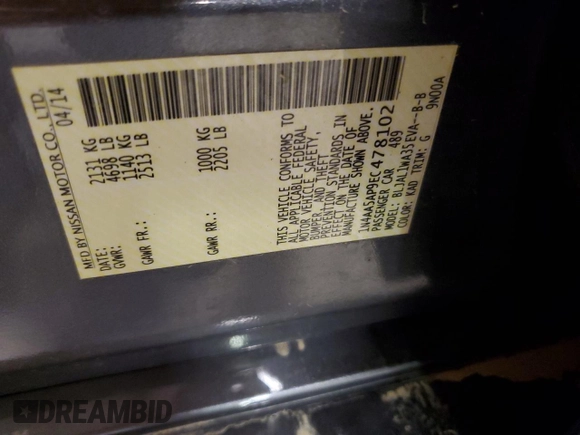 MFD BY NISSAN MOTOR CO., LTD.
DATE: 04/14
GVWR: 2131 KG
4698 LB
GAWR FR.: 1140 KG
2513 LB
GAWR RR.: 1000 KG
2205 LB
THIS VEHICLE CONFORMS TO
ALL APPLICABLE FEDERAL
MOTOR VEHICLE SAFETY,
BUMPER, AND THEFT
PREVENTION STANDARDS IN
EFFECT ON THE DATE OF
MANUFACTURE SHOWN ABOVE.
1N4AA5AP9EC478102
PASSENGER CAR 489
MODEL: BLJALLWA35EVA--B-B
COLOR: KAD TRIM: G 9N00A
DREAMBID